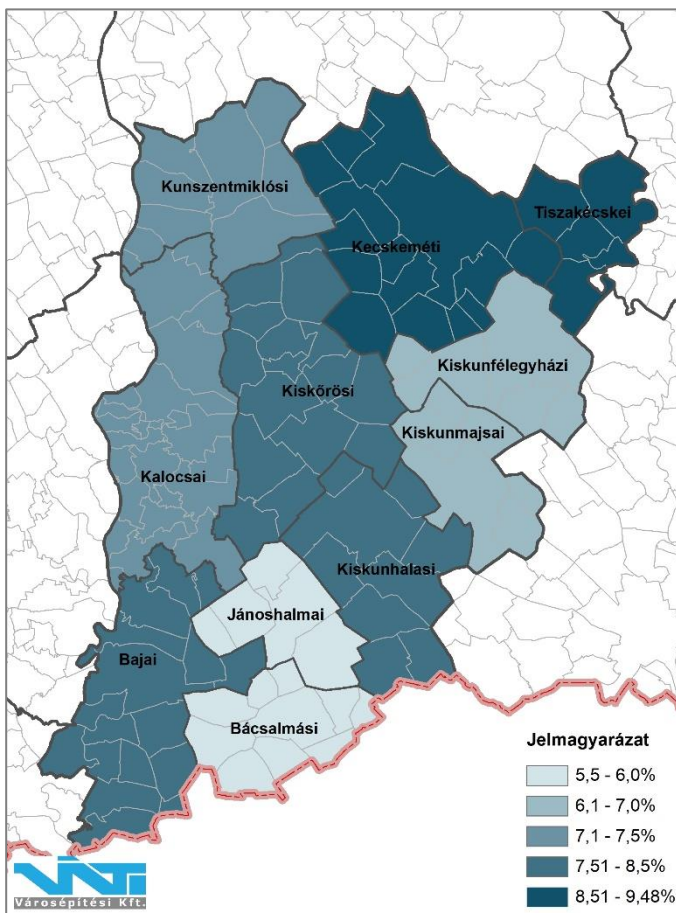 Kunszentmiklósi
Tiszakécskei
Kecskeméti
Kiskunfélegyházi
Kiskőrösi
Kiskunmajsai
Kalocsai
Kiskunhalasi
Jánoshalmai
Bajai
Bácsalmási
Jelmagyarázat
5,5 - 6,0%
6,1 - 7,0%
7,1 - 7,5%
7,51 - 8,5%
8,51 - 9,48%
VÁTI
Városépítési Kft.